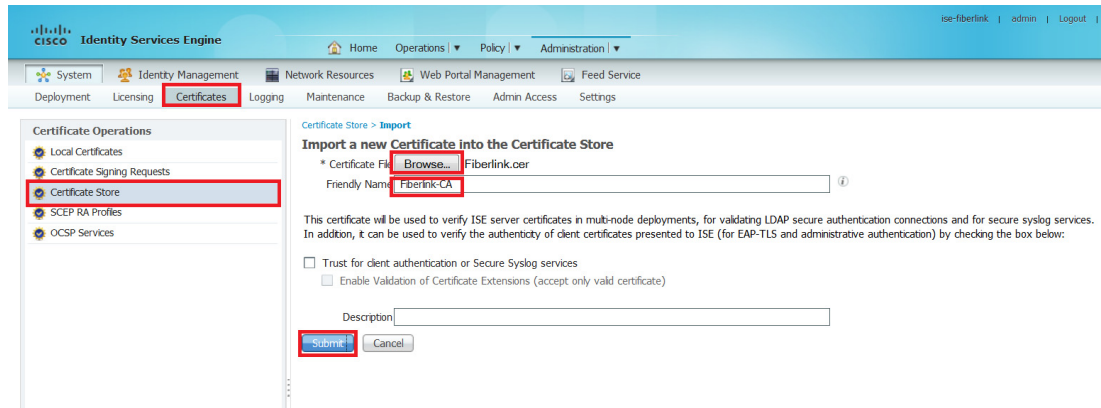 ise-fiberlink | admin | Logout |
CISCO Identity Services Engine
Home Operations | ▼ Policy | ▼ Administration | ▼
System Identity Management Network Resources Web Portal Management Feed Service
Deployment Licensing Certificates Logging Maintenance Backup & Restore Admin Access Settings
Certificate Operations
Local Certificates
Certificate Signing Requests
Certificate Store
SCEP RA Profiles
OCSP Services
Certificate Store > Import
Import a new Certificate into the Certificate Store
* Certificate File Browse... Fiberlink.cer
Friendly Name Fiberlink-CA
This certificate will be used to verify ISE server certificates in multi-node deployments, for validating LDAP secure authentication connections and for secure syslog services.
In addition, it can be used to verify the authenticity of client certificates presented to ISE (for EAP-TLS and administrative authentication) by checking the box below:
Trust for client authentication or Secure Syslog services
Enable Validation of Certificate Extensions (accept only valid certificate)
Description
Submit Cancel